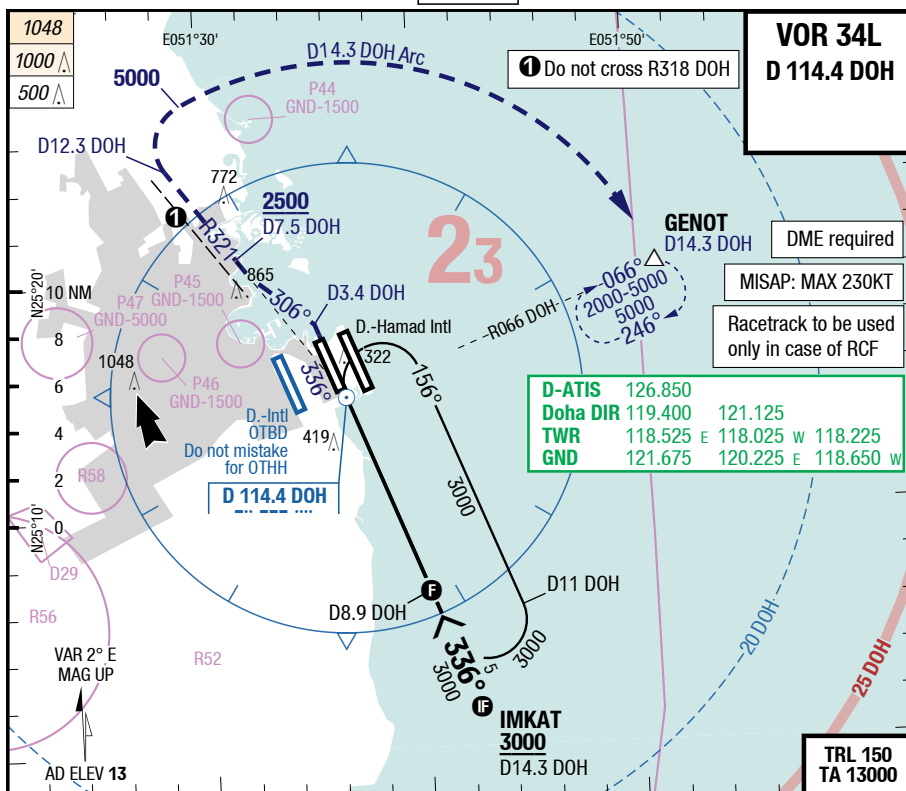 1048
1000
500
E051°30'
E051°50'
VOR 34L
D 114.4 DOH
D14.3 DOH Arc
1 Do not cross R318 DOH
5000
P44
GND-1500
D12.3 DOH
772
1
2500
D7.5 DOH
R321
23
GENOT
D14.3 DOH
DME required
MISAP: MAX 230KT
Racetrack to be used
only in case of RCF
066°
2000-5000
5000
246°
R066 DOH
N25°20'
10 NM
P45
GND-1500
865
P47
GND-5000
306°
D3.4 DOH
D.-Hamad Intl
8
322
1048
P46
GND-1500
336°
156°
6
D.-Intl
OTBD
Do not mistake
for OTHH
419
4
D 114.4 DOH
D-ATIS 126.850
Doha DIR 119.400 121.125
TWR 118.525 E 118.025 W 118.225
GND 121.675 120.225 E 118.650 W
R58
2
3000
N25°10'
0
D29
D11 DOH
D8.9 DOH
F
R56
R52
336°
3000
5
3000
20 DOH
25 DOH
VAR 2° E
MAG UP
IF
IMKAT
3000
D14.3 DOH
AD ELEV 13
TRL 150
TA 13000